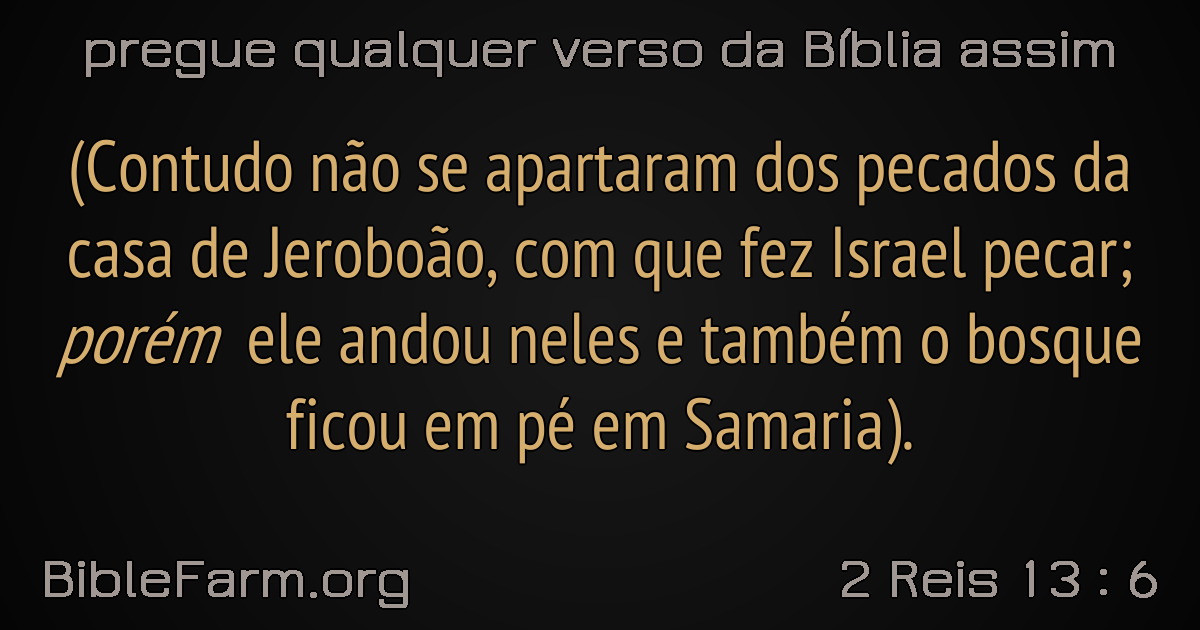 pregue qualquer verso da Bíblia assim
(Contudo não se apartaram dos pecados da
casa de Jeroboão, com que fez Israel pecar;
porém ele andou neles e também o bosque
ficou em pé em Samaria).
BibleFarm.org
2 Reis 13 : 6